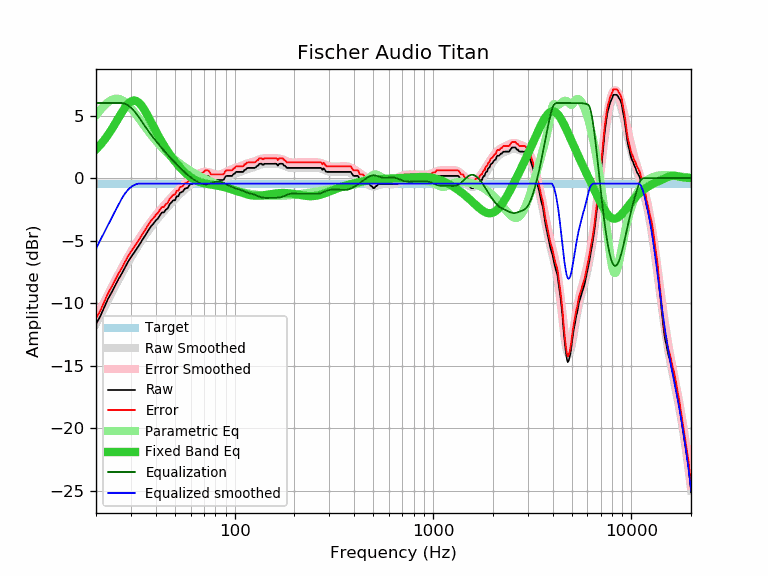 Fischer Audio Titan
Amplitude (dBr)
5
0
−5
−10
−15
−20
−25
Target
Raw Smoothed
Error Smoothed
Raw
Error
Parametric Eq
Fixed Band Eq
Equalization
Equalized smoothed
100
1000
10000
Frequency (Hz)